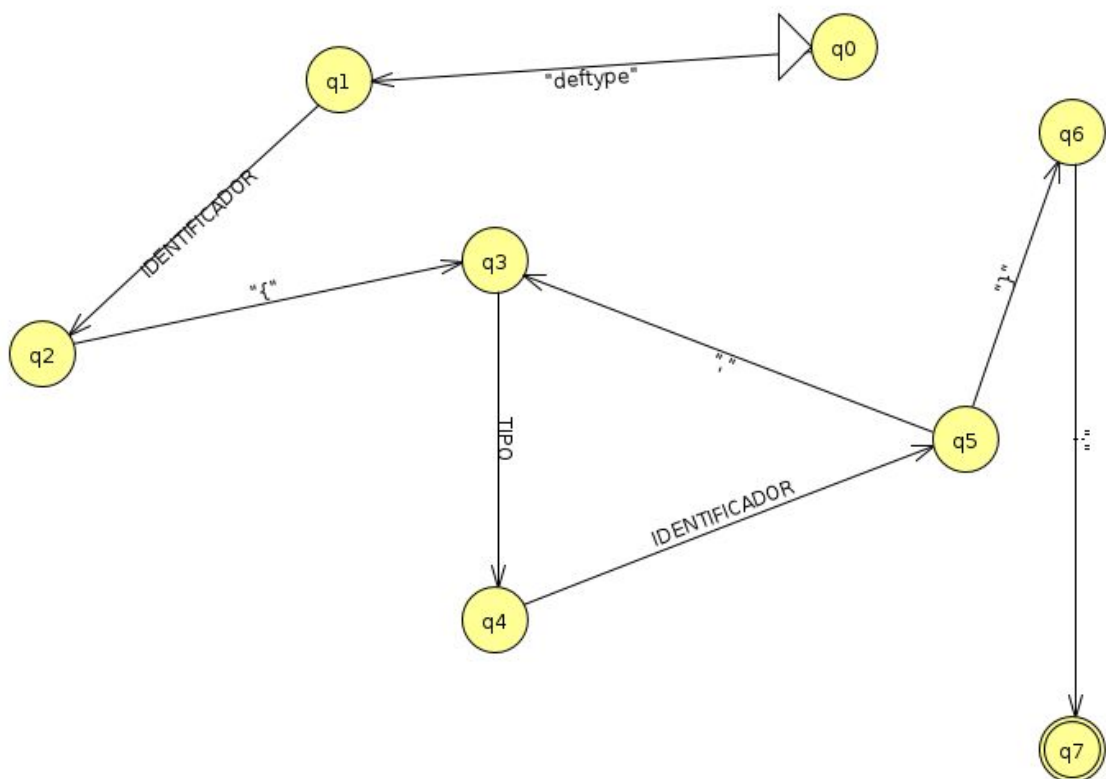 q0
q1
"deftype"
q6
IDENTIFICADOR
q3
"{"
"}"
q2
","
TIPO
q5
";"
IDENTIFICADOR
q4
q7